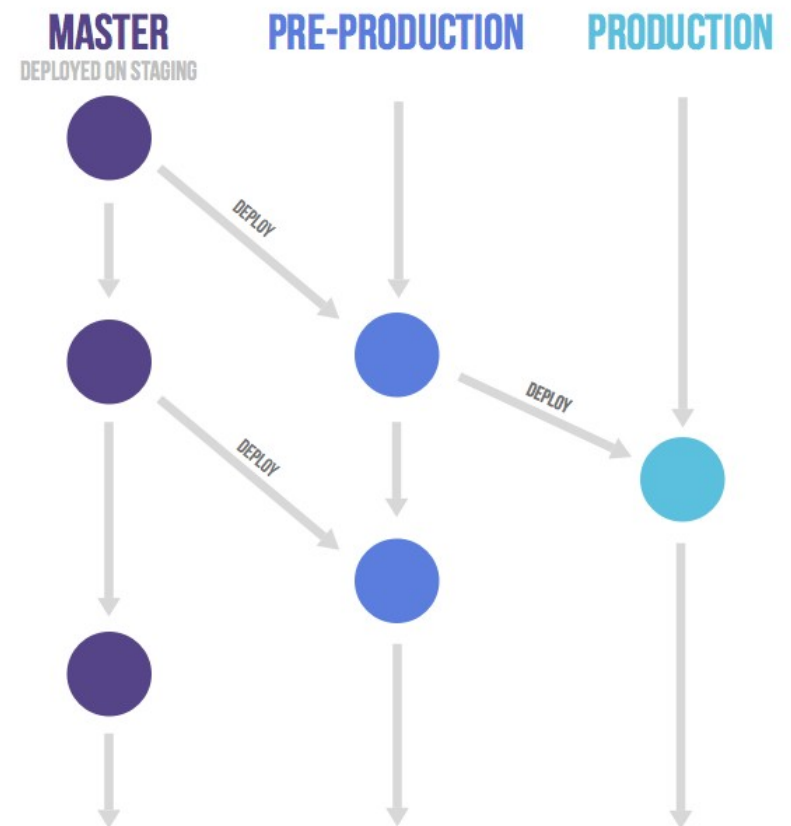 MASTER
DEPLOYED ON STAGING
PRE-PRODUCTION
PRODUCTION
DEPLOY
DEPLOY
DEPLOY